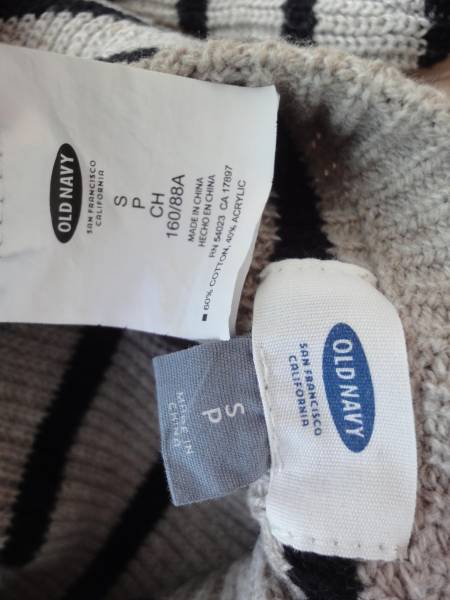 OLD NAVY
SAN FRANCISCO
CALIFORNIA
S
P
CH
160/88A
MADE IN CHINA
HECHO EN CHINA
RN 54023 CA 17897
■ 60% COTTON, 40% ACRYLIC
OLD NAVY
SAN FRANCISCO
CALIFORNIA
S
P
MADE IN
CHINA